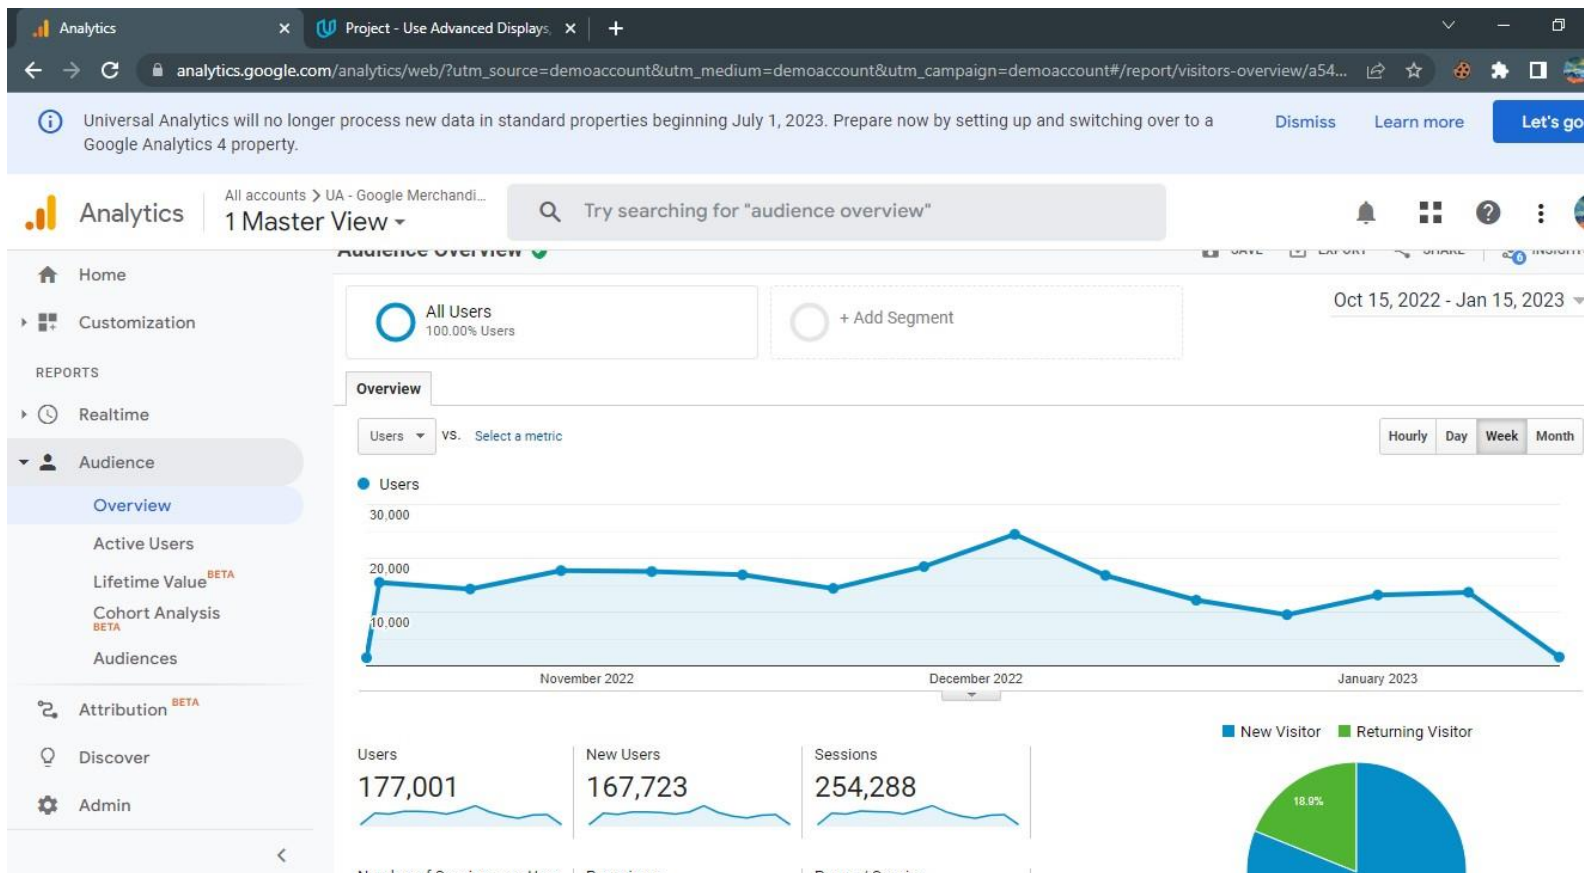 Analytics
Project - Use Advanced Displays,
analytics.google.com/analytics/web/?utm_source=demoaccount&utm_medium=demoaccount&utm_campaign=demoaccount#/report/visitors-overview/a54...
Universal Analytics will no longer process new data in standard properties beginning July 1, 2023. Prepare now by setting up and switching over to a
Google Analytics 4 property.
Dismiss
Learn more
Let's go
Analytics
All accounts > UA - Google Merchandi...
1 Master View
Try searching for "audience overview"
Audience Overview
SAVE
EXPORT
SHARE
6
Home
Customization
REPORTS
Realtime
Audience
Overview
Active Users
Lifetime Value BETA
Cohort Analysis
BETA
Audiences
Attribution BETA
Discover
Admin
All Users
100.00% Users
+ Add Segment
Oct 15, 2022 - Jan 15, 2023
Overview
Users
VS.
Select a metric
Hourly
Day
Week
Month
Users
30,000
20,000
10,000
November 2022
December 2022
January 2023
New Visitor
Returning Visitor
Users
177,001
New Users
167,723
Sessions
254,288
18.9%